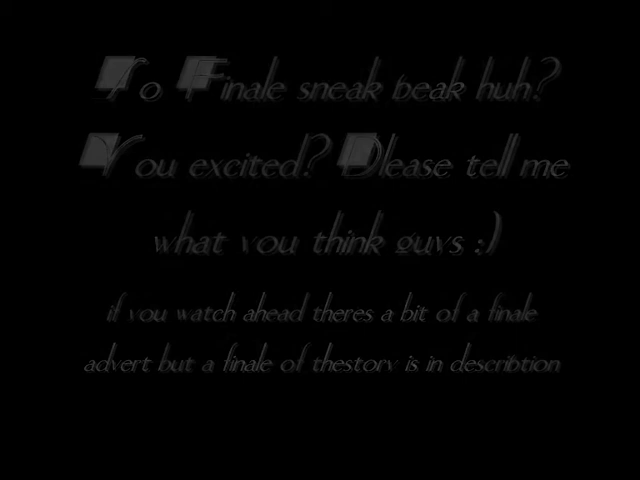 So Finale sneak peak huh?
You excited? Please tell me
what you think guys :)
if you watch ahead theres a bit of a finale
advert but a finale of thestory is in description